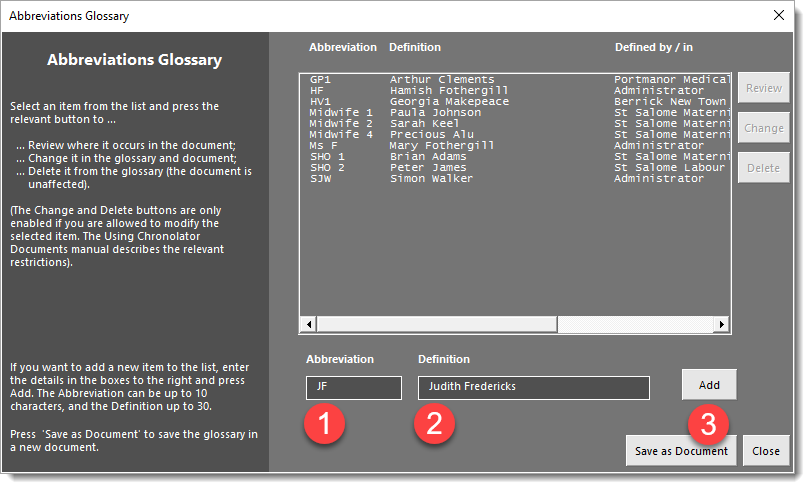 Abbreviations Glossary
Abbreviations Glossary
Select an item from the list and press the
relevant button to ...
... Review where it occurs in the document;
... Change it in the glossary and document;
... Delete it from the glossary (the document is
unaffected).
(The Change and Delete buttons are only
enabled if you are allowed to modify the
selected item. The Using Chronolator
Documents manual describes the relevant
restrictions).
If you want to add a new item to the list, enter
the details in the boxes to the right and press
Add. The Abbreviation can be up to 10
characters, and the Definition up to 30.
Press 'Save as Document' to save the glossary in
a new document.
Abbreviation Definition Defined by / in
GP1 Arthur Clements Portmanor Medical
HF Hamish Fothergill Administrator
HV1 Georgia Makepeace Berrick New Town
Midwife 1 Paula Johnson St Salome Materni
Midwife 2 Sarah Keel St Salome Materni
Midwife 4 Precious Alu St Salome Materni
Ms F Mary Fothergill Administrator
SHO 1 Brian Adams St Salome Materni
SHO 2 Peter James St Salome Labour
SJW Simon Walker Administrator
Review
Change
Delete
Abbreviation Definition
JF Judith Fredericks Add
1 2 3
Save as Document Close